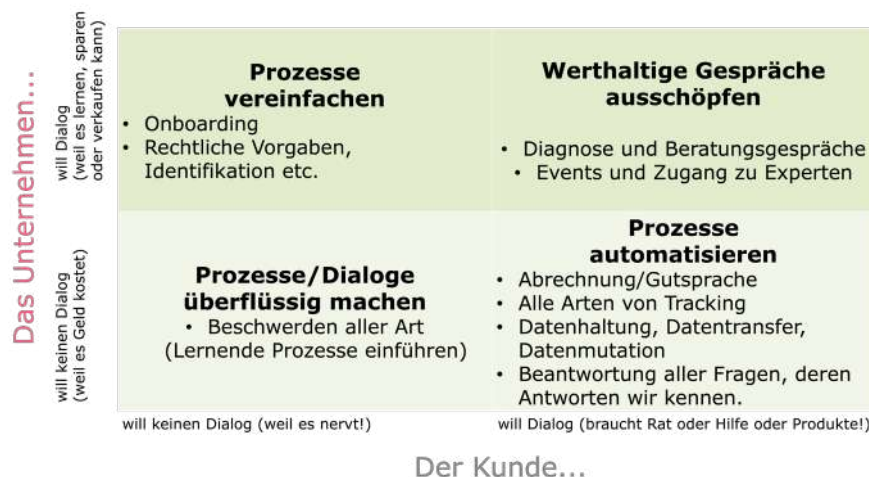 Das Unternehmen...
will Dialog
(weil es lernen, sparen
oder verkaufen kann)
Prozesse
vereinfachen
• Onboarding
• Rechtliche Vorgaben,
Identifikation etc.
Werthaltige Gespräche
ausschöpfen
• Diagnose und Beratungsgespräche
• Events und Zugang zu Experten
will keinen Dialog
(weil es Geld kostet)
Prozesse/Dialoge
überflüssig machen
• Beschwerden aller Art
(Lernende Prozesse einführen)
Prozesse
automatisieren
• Abrechnung/Gutsprache
• Alle Arten von Tracking
• Datenhaltung, Datentransfer,
Datenmutation
• Beantwortung aller Fragen, deren
Antworten wir kennen.
will keinen Dialog (weil es nervt!)
will Dialog (braucht Rat oder Hilfe oder Produkte!)
Der Kunde...